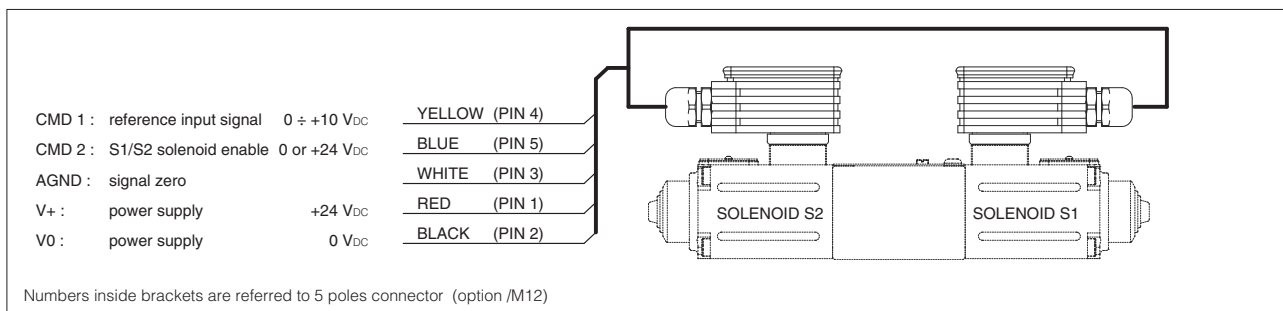 CMD 1 : reference input signal 0 ÷ +10 VDC YELLOW (PIN 4)
CMD 2 : S1/S2 solenoid enable 0 or +24 VDC BLUE (PIN 5)
AGND : signal zero WHITE (PIN 3)
V+ : power supply +24 VDC RED (PIN 1)
V0 : power supply 0 VDC BLACK (PIN 2)
SOLENOID S2 SOLENOID S1
Numbers inside brackets are referred to 5 poles connector (option /M12)